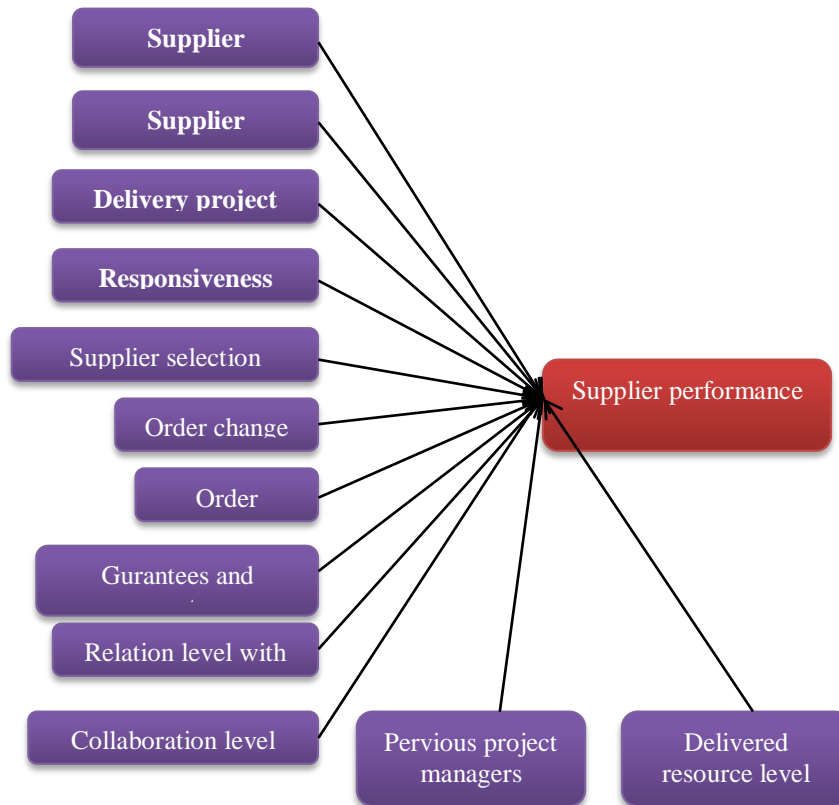 Supplier
Supplier
Delivery project
Responsiveness
Supplier selection
Supplier performance
Order change
Order
Gurantees and
Relation level with
Collaboration level
Pervious project
managers
Delivered
resource level